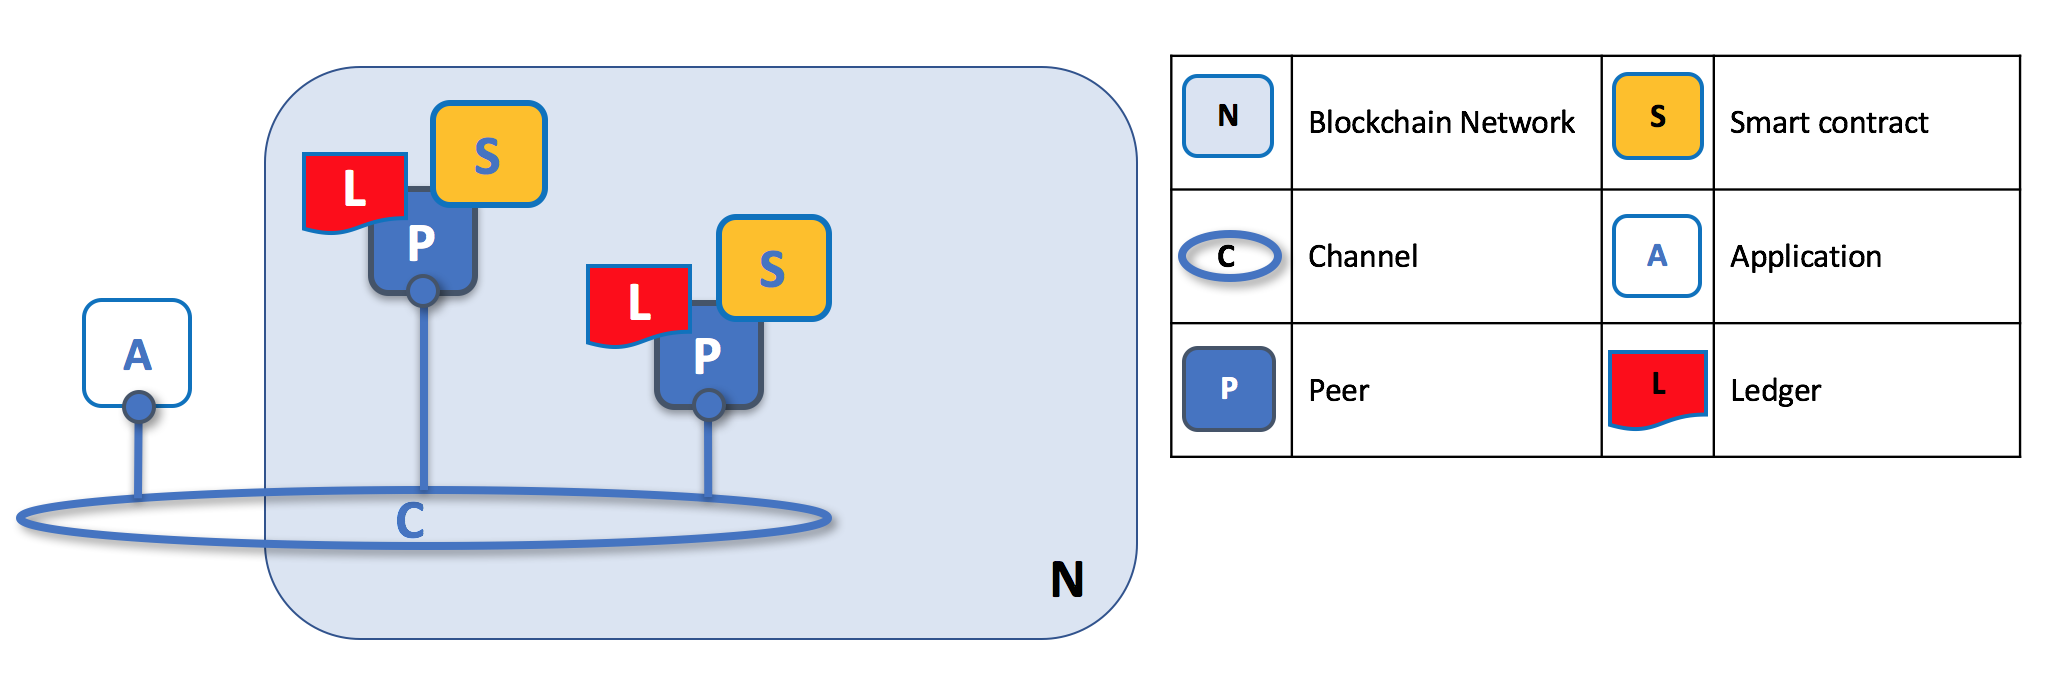 S
L
P
S
L
P
A
C
N
N Blockchain Network S Smart contract
C Channel A Application
P Peer L Ledger